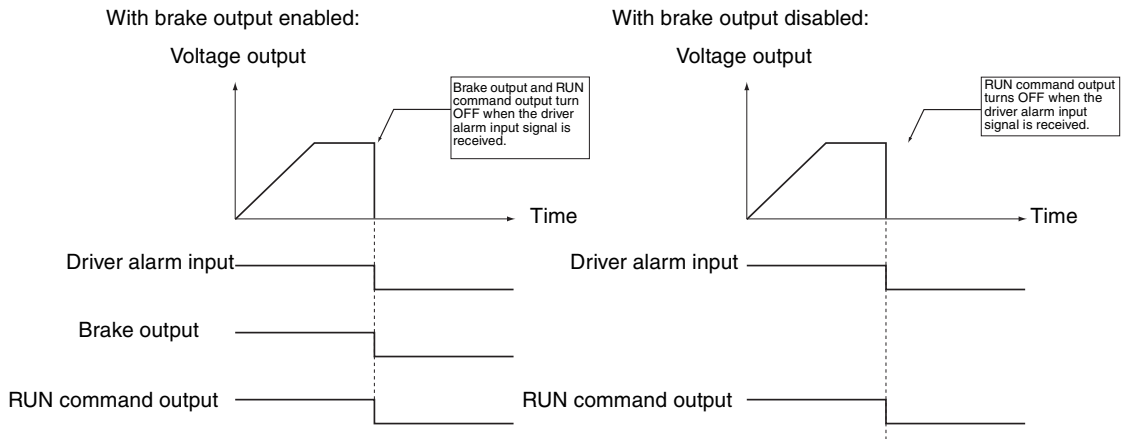 With brake output enabled:
Voltage output
Brake output and RUN
command output turn
OFF when the driver
alarm input signal is
received.
Time
Driver alarm input
Brake output
RUN command output
With brake output disabled:
Voltage output
RUN command output
turns OFF when the
driver alarm input
signal is received.
Time
Driver alarm input
RUN command output